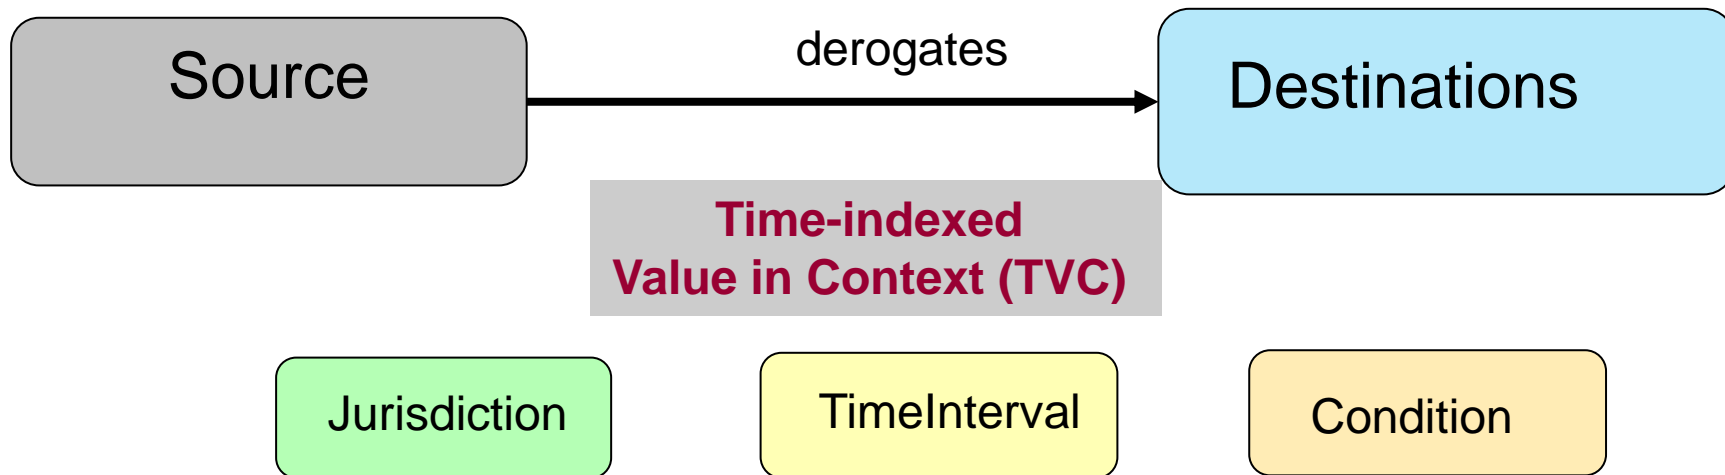 Source
derogates
Destinations
Time-indexed
Value in Context (TVC)
Jurisdiction
TimeInterval
Condition